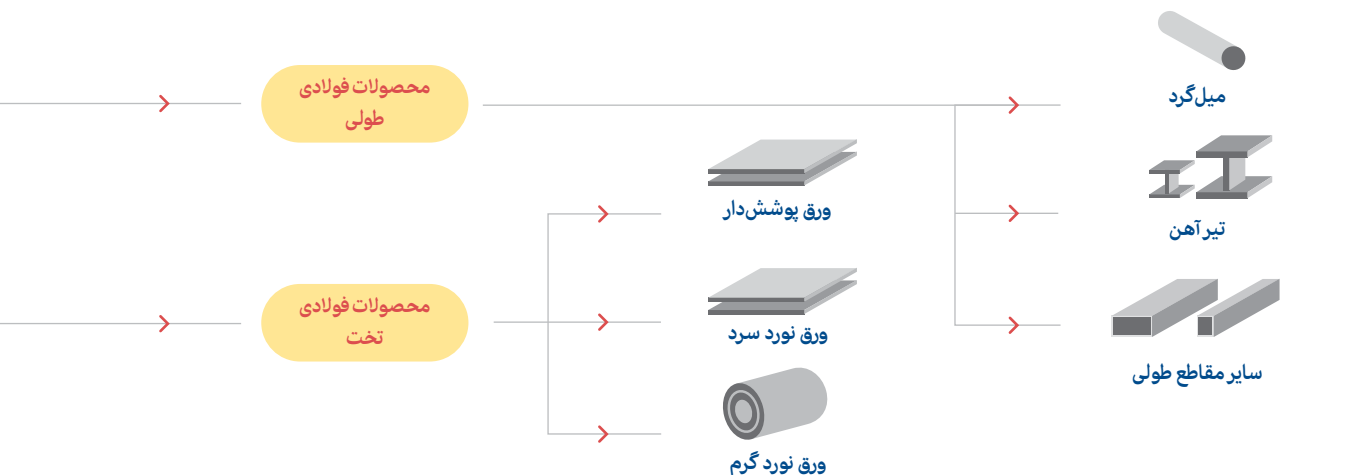 محصولات فولادی
طولی
میل‌گرد
تیرآهن
سایر مقاطع طولی
محصولات فولادی
تخت
ورق پوشش‌دار
ورق نورد سرد
ورق نورد گرم